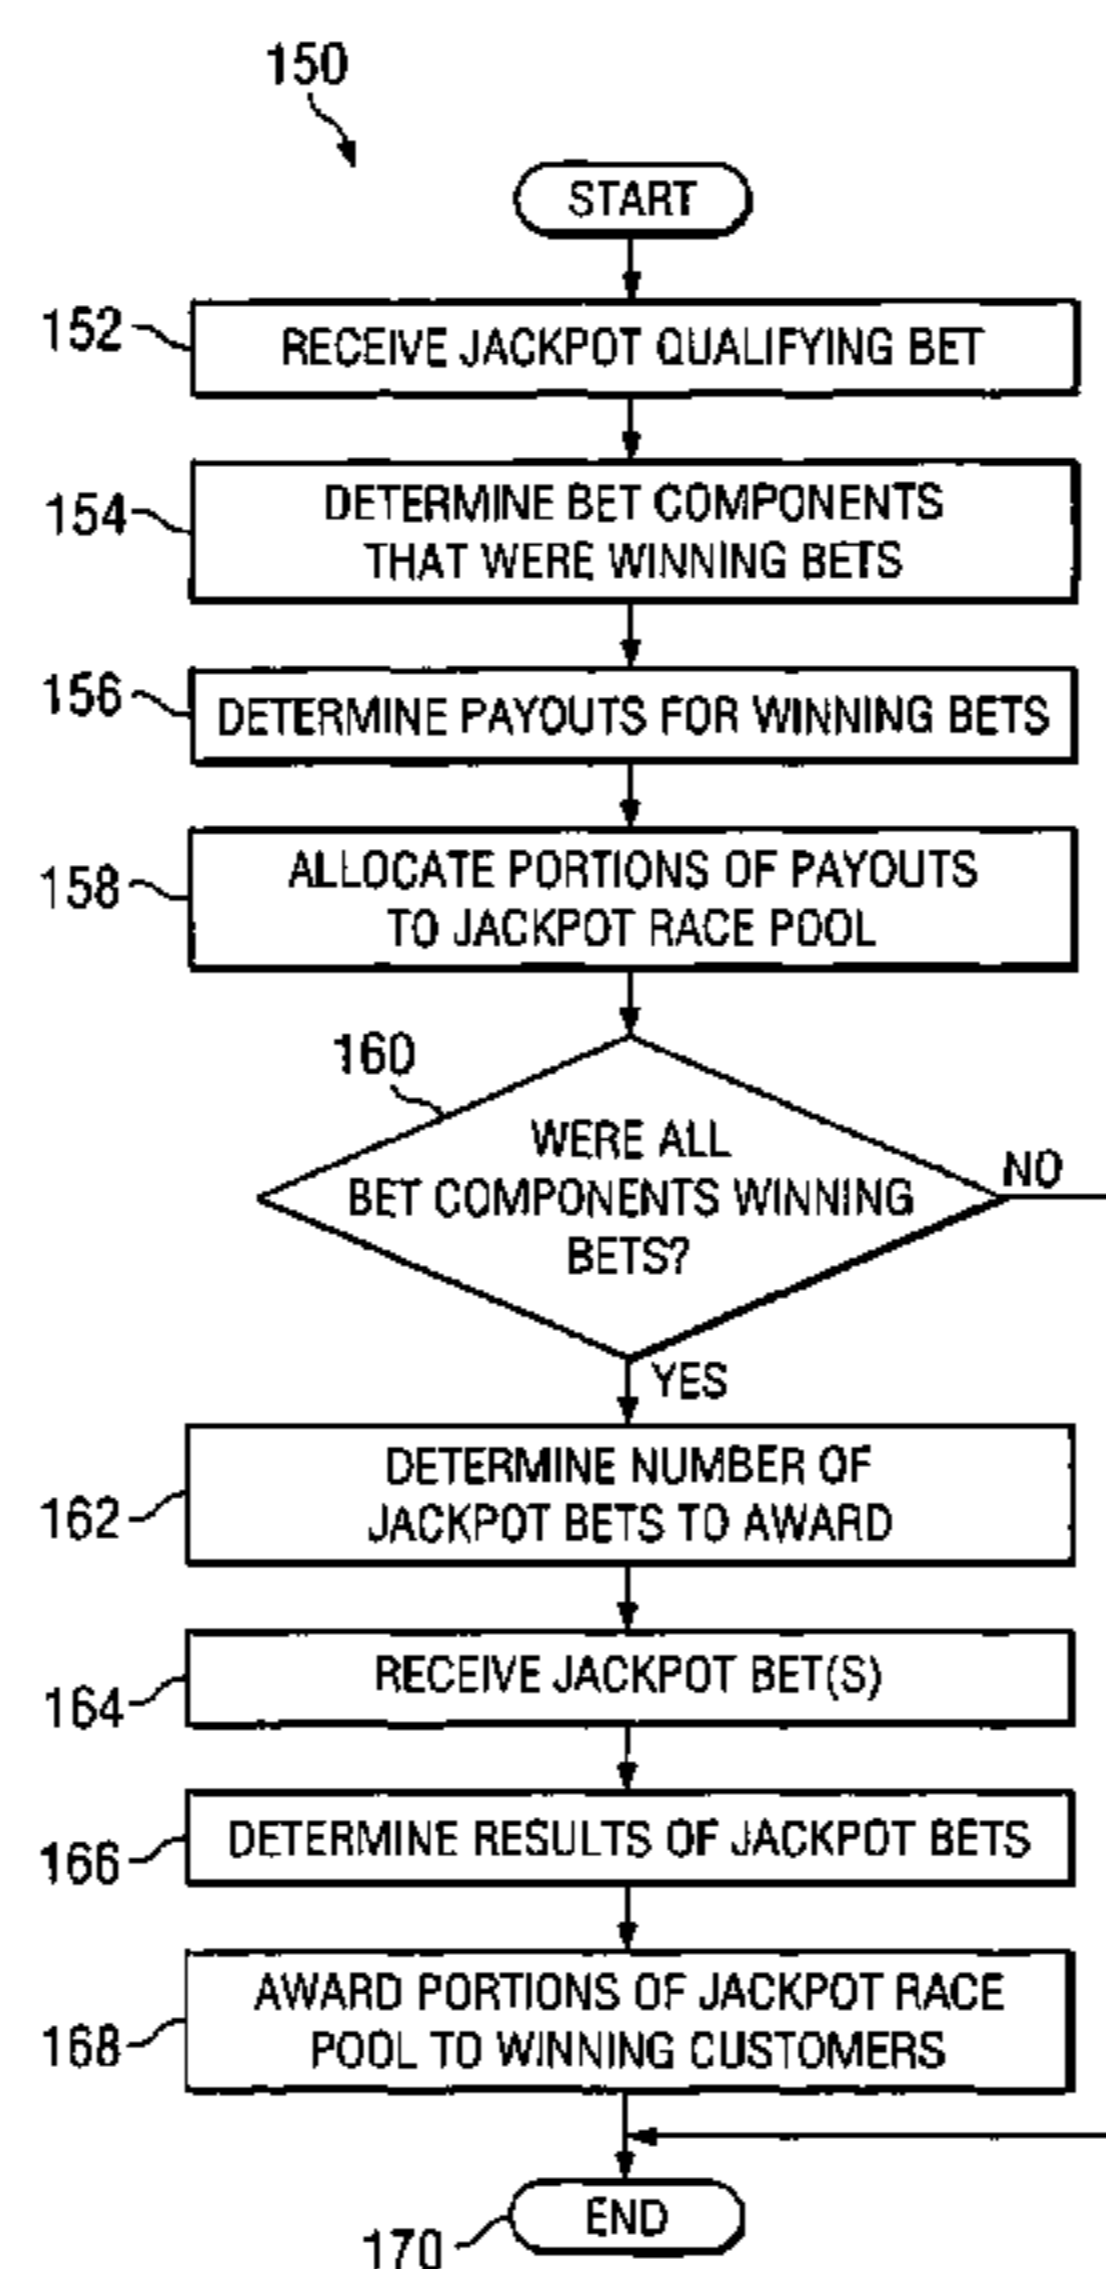 150
START
152
RECEIVE JACKPOT QUALIFYING BET
154
DETERMINE BET COMPONENTS
THAT WERE WINNING BETS
156
DETERMINE PAYOUTS FOR WINNING BETS
158
ALLOCATE PORTIONS OF PAYOUTS
TO JACKPOT RACE POOL
160
WERE ALL
BET COMPONENTS WINNING
BETS?
NO
YES
162
DETERMINE NUMBER OF
JACKPOT BETS TO AWARD
164
RECEIVE JACKPOT BET(S)
166
DETERMINE RESULTS OF JACKPOT BETS
168
AWARD PORTIONS OF JACKPOT RACE
POOL TO WINNING CUSTOMERS
END
170